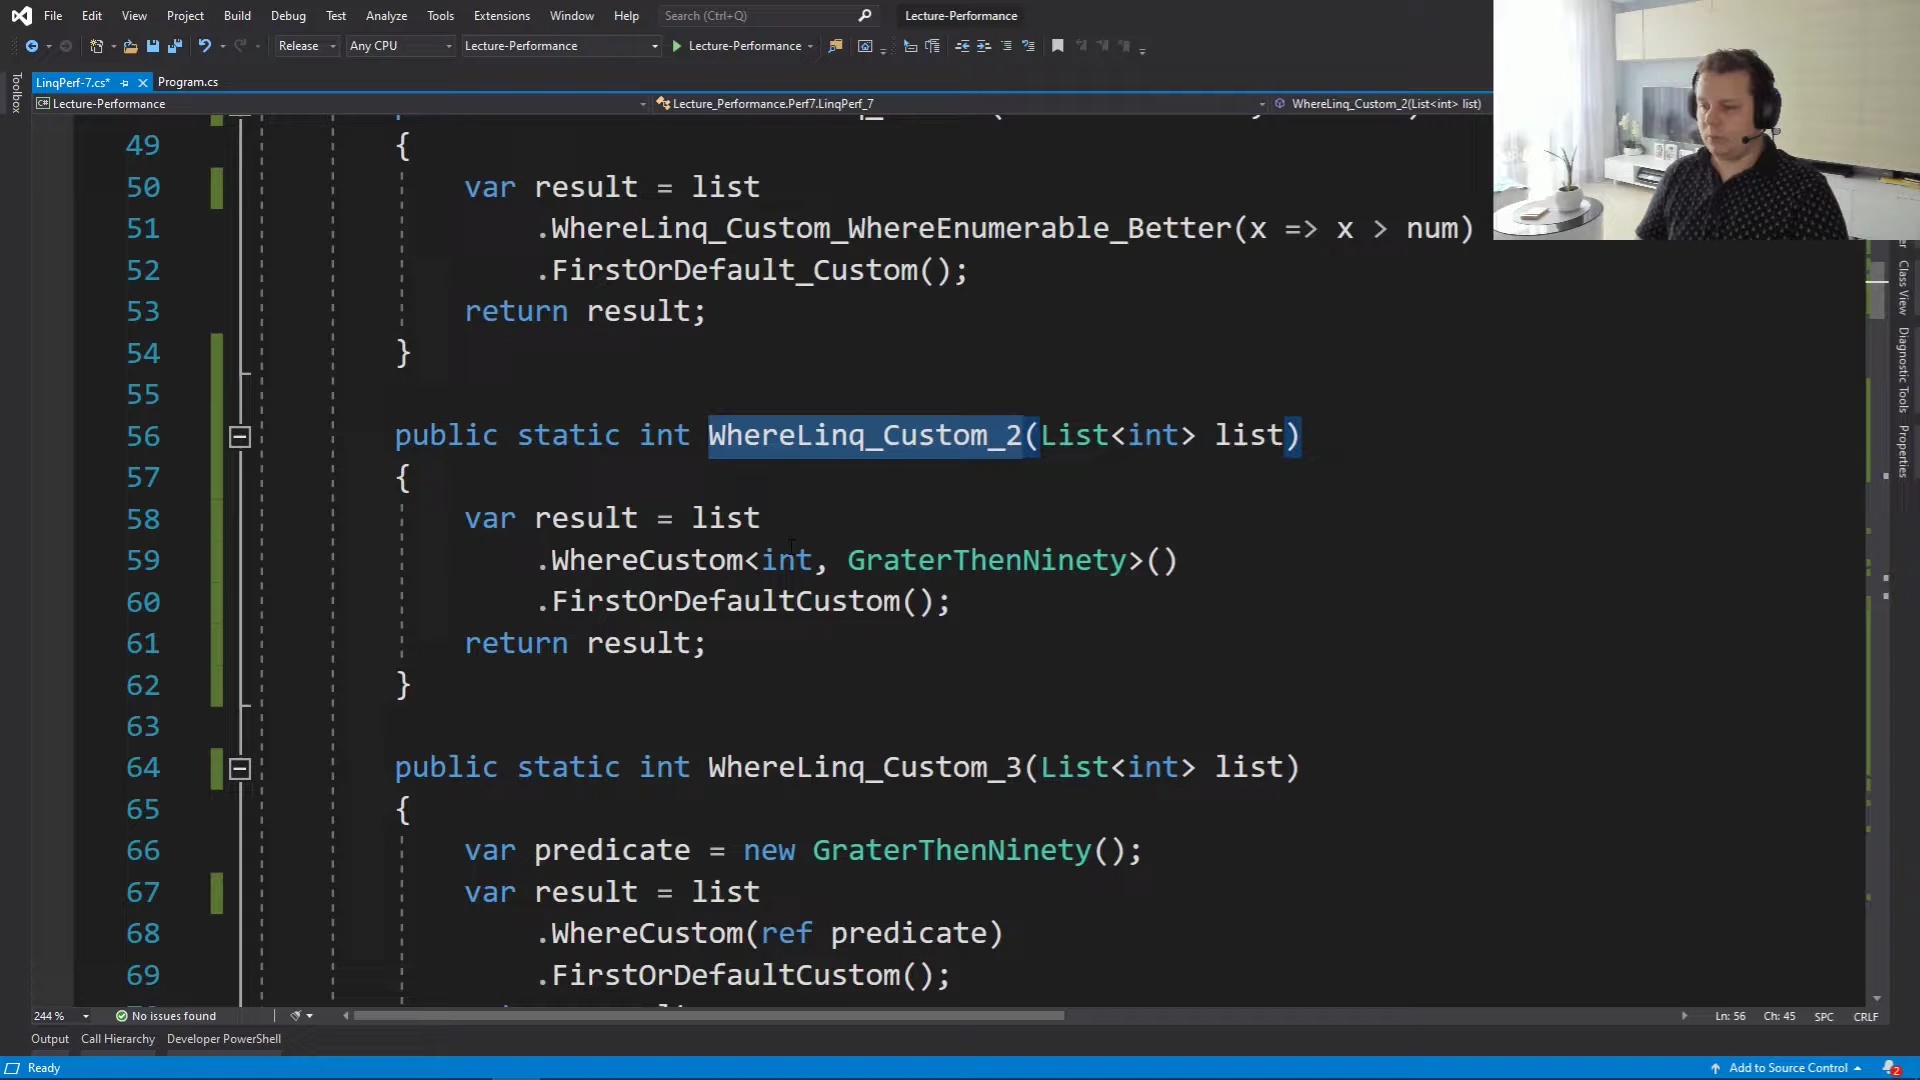 File Edit View Project Build Debug Test Analyze Tools Extensions Window Help Search (Ctrl+Q) Lecture-Performance
Release Any CPU Lecture-Performance Lecture-Performance
Toolbox
LinqPerf-7.cs* Program.cs
C# Lecture-Performance Lecture_Performance.Perf7.LinqPerf_7 WhereLinq_Custom_2(List<int> list)
49 {
50 var result = list
51 .WhereLinq_Custom_WhereEnumerable_Better(x => x > num)
52 .FirstOrDefault_Custom();
53 return result;
54 }
55
56 public static int WhereLinq_Custom_2(List<int> list)
57 {
58 var result = list
59 .WhereCustom<int, GraterThenNinety>()
60 .FirstOrDefaultCustom();
61 return result;
62 }
63
64 public static int WhereLinq_Custom_3(List<int> list)
65 {
66 var predicate = new GraterThenNinety();
67 var result = list
68 .WhereCustom(ref predicate)
69 .FirstOrDefaultCustom();
Class View
Diagnostic Tools
Properties
244 % No issues found Ln: 56 Ch: 45 SPC CRLF
Output Call Hierarchy Developer PowerShell
Ready Add to Source Control 2